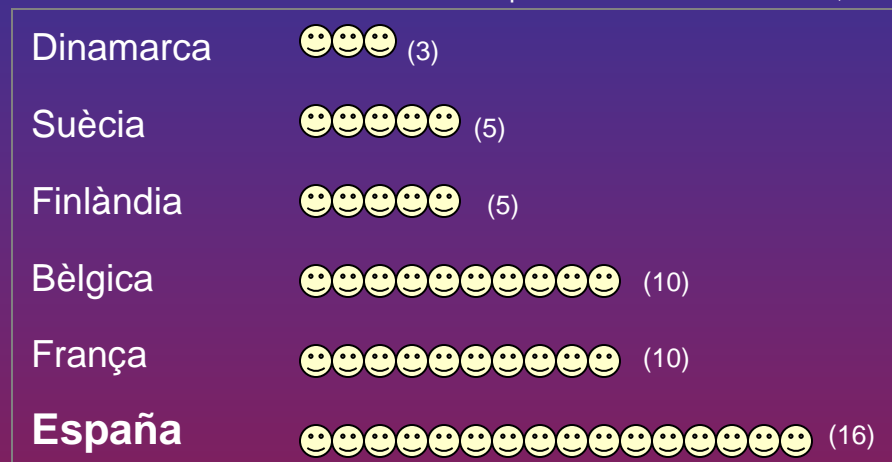 Dinamarca (3)
Suècia (5)
Finlàndia (5)
Bèlgica (10)
França (10)
España (16)